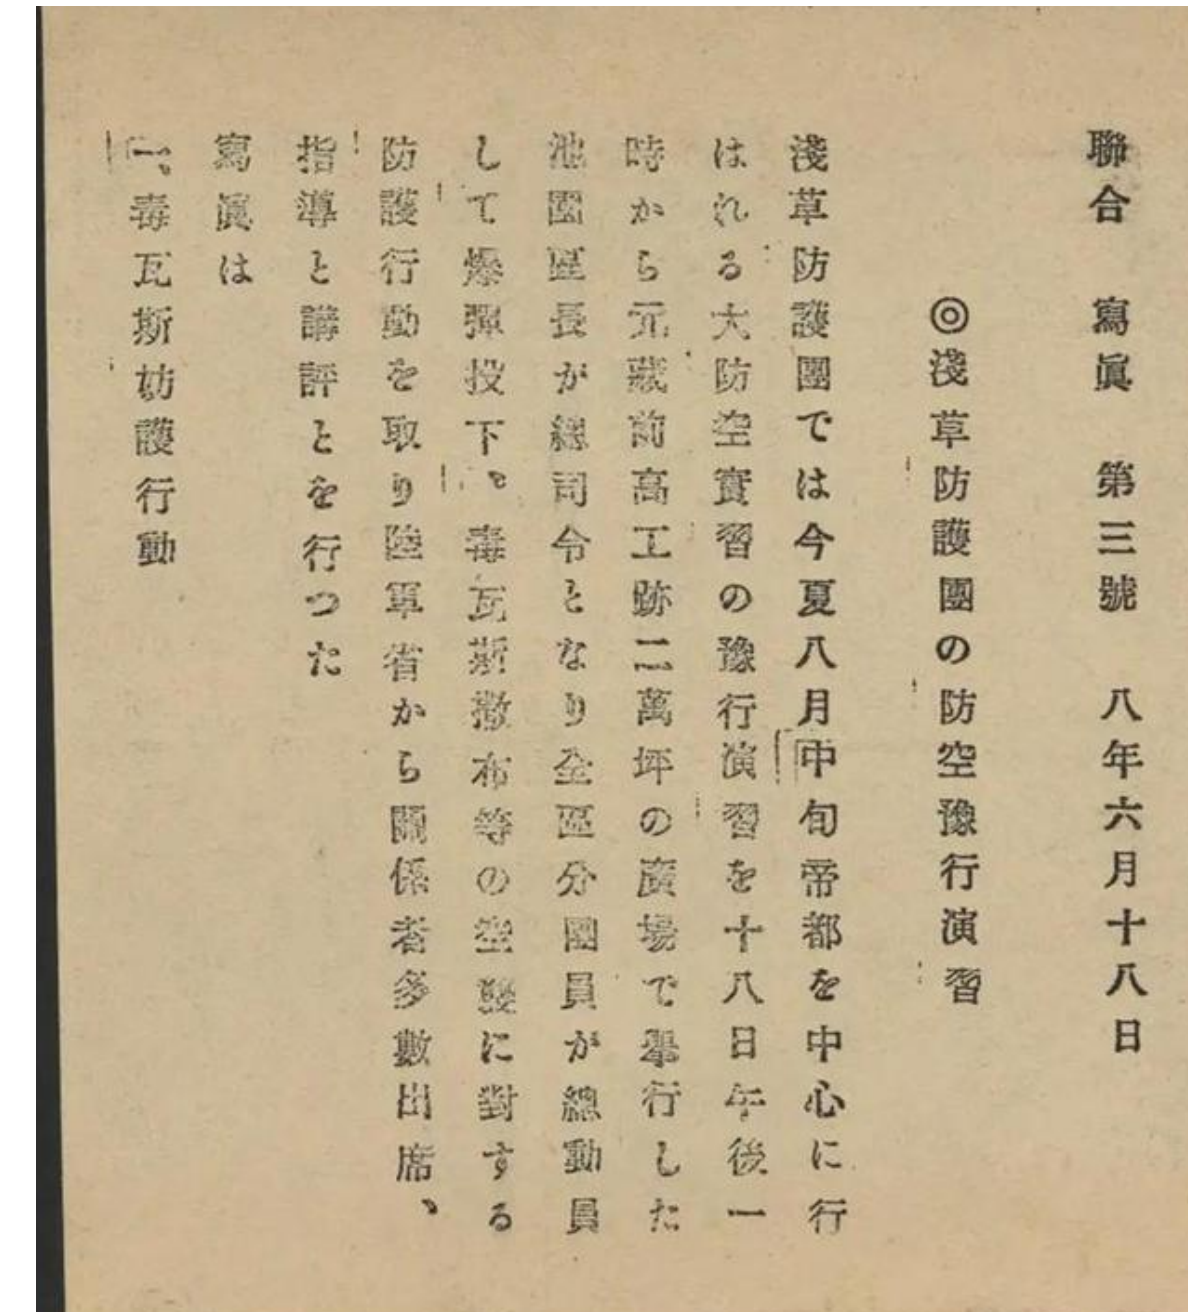 聯合　寫眞　第三號　八年六月十八日
◎淺草防護團の防空豫行演習
淺草防護團では今夏八月中旬帝都を中心に行
はれる大防空實習の豫行演習を十八日午後一
時から元蔵前高工跡二萬坪の廣場で擧行した
池園區長が總司令となり全區分團員が總動員
して爆彈投下、毒瓦斯撒布等の空襲に對する
防護行動を取り陸軍省から關係者多數出席、
指導と講評とを行つた
寫眞は
一、毒瓦斯妨護行動